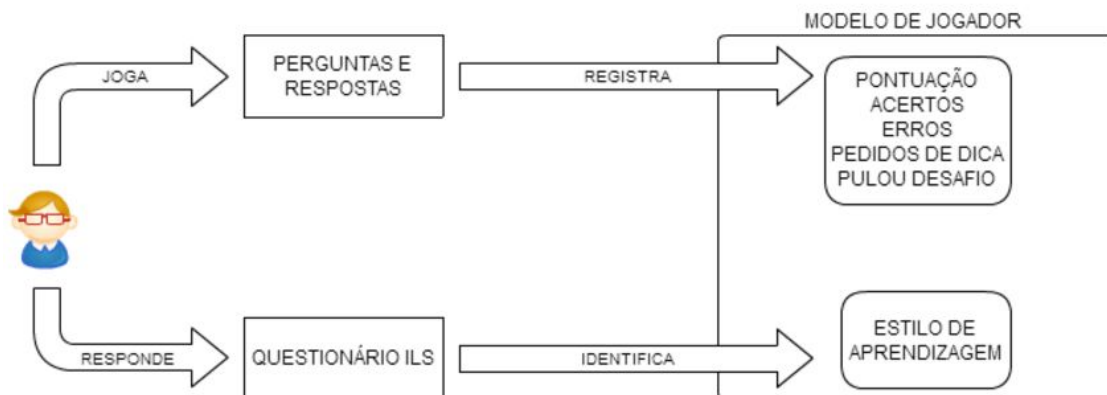 MODELO DE JOGADOR
JOGA
PERGUNTAS E
RESPOSTAS
REGISTRA
PONTUAÇÃO
ACERTOS
ERROS
PEDIDOS DE DICA
PULOU DESAFIO
RESPONDE
QUESTIONÁRIO ILS
IDENTIFICA
ESTILO DE
APRENDIZAGEM